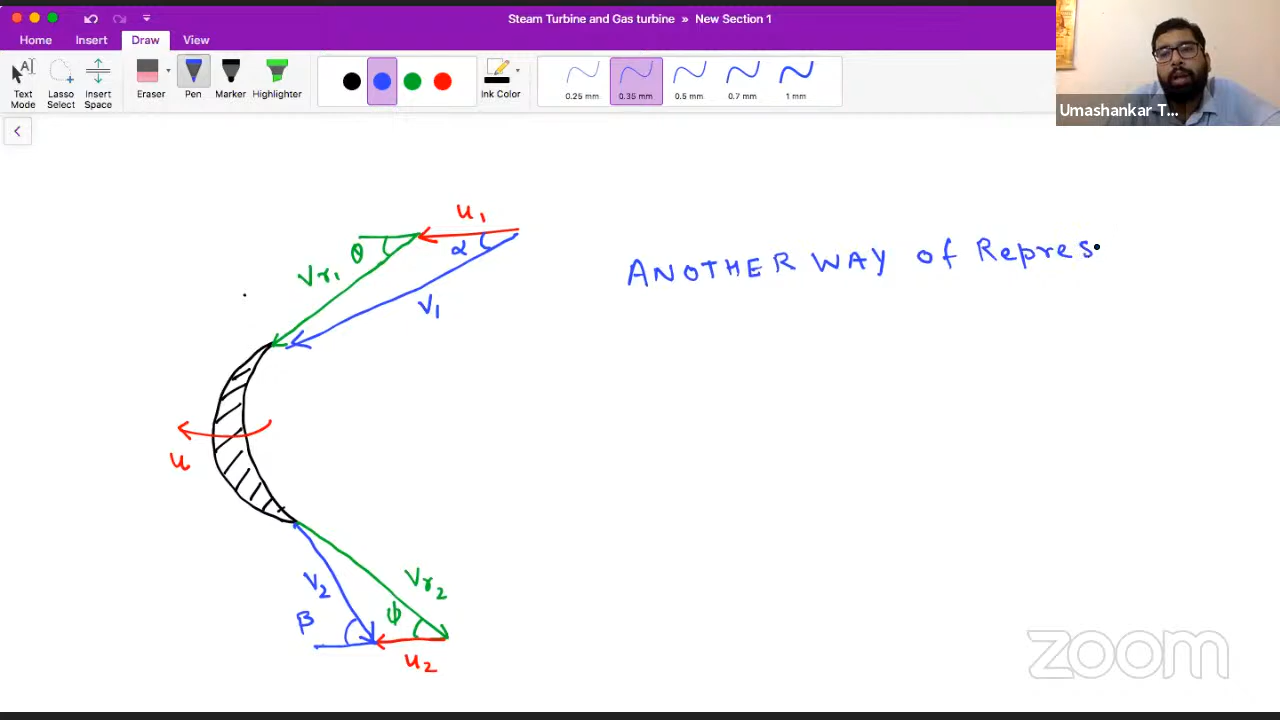 Steam Turbine and Gas turbine » New Section 1
Home Insert Draw View
Text Mode
Lasso Select
Insert Space
Eraser
Pen
Marker
Highlighter
Ink Color
0.25 mm
0.35 mm
0.5 mm
0.7 mm
1 mm
Umashankar T...
u1
θ
α
Vr1
V1
ANOTHER WAY of Repres
u
V2
Vr2
β
ψ
u2
zoom